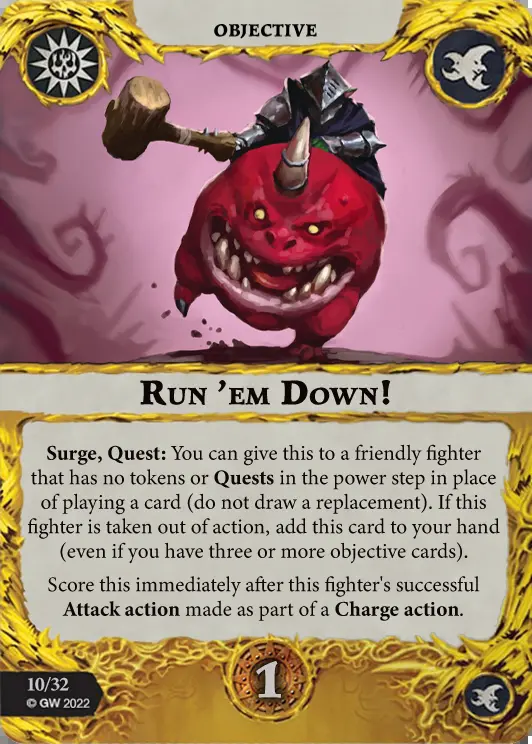 OBJECTIVE
RUN 'EM DOWN!
Surge, Quest: You can give this to a friendly fighter
that has no tokens or Quests in the power step in place
of playing a card (do not draw a replacement). If this
fighter is taken out of action, add this card to your hand
(even if you have three or more objective cards).
Score this immediately after this fighter's successful
Attack action made as part of a Charge action.
1
10/32
© GW 2022